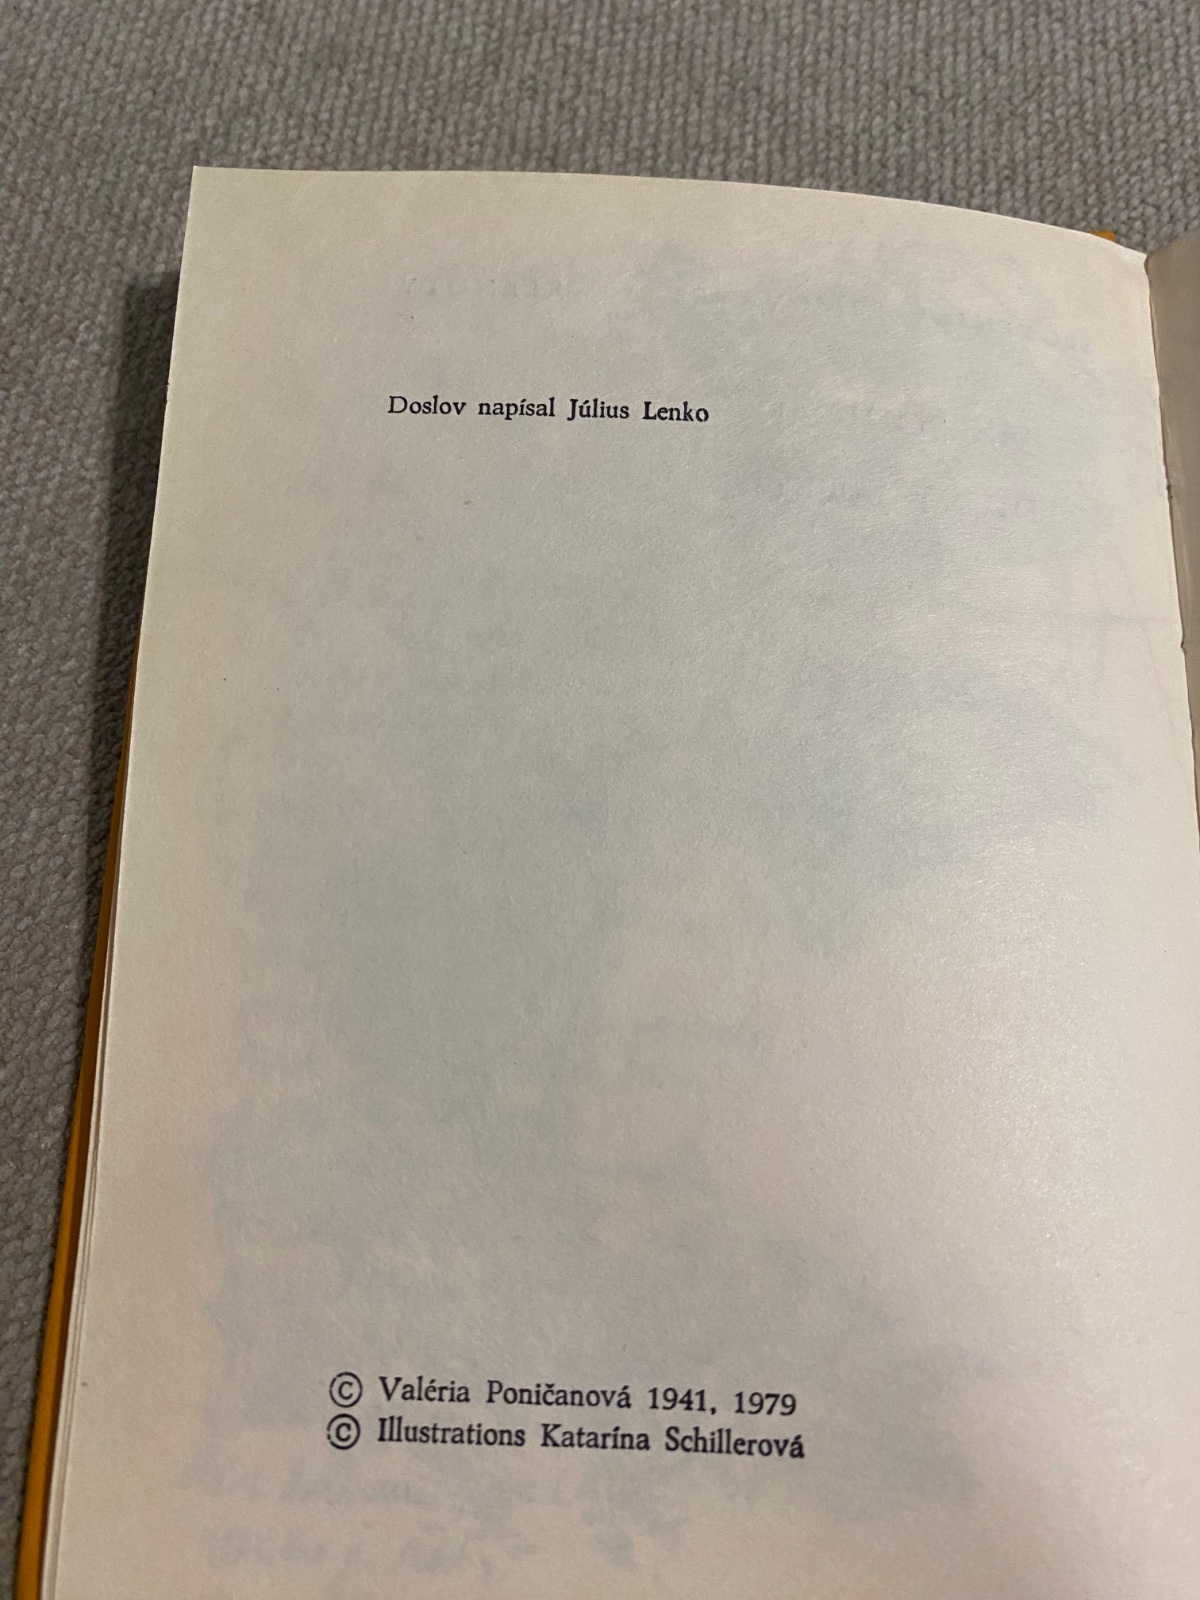 Doslov napísal Július Lenko
© Valéria Poničanová 1941, 1979
© Illustrations Katarína Schillerová